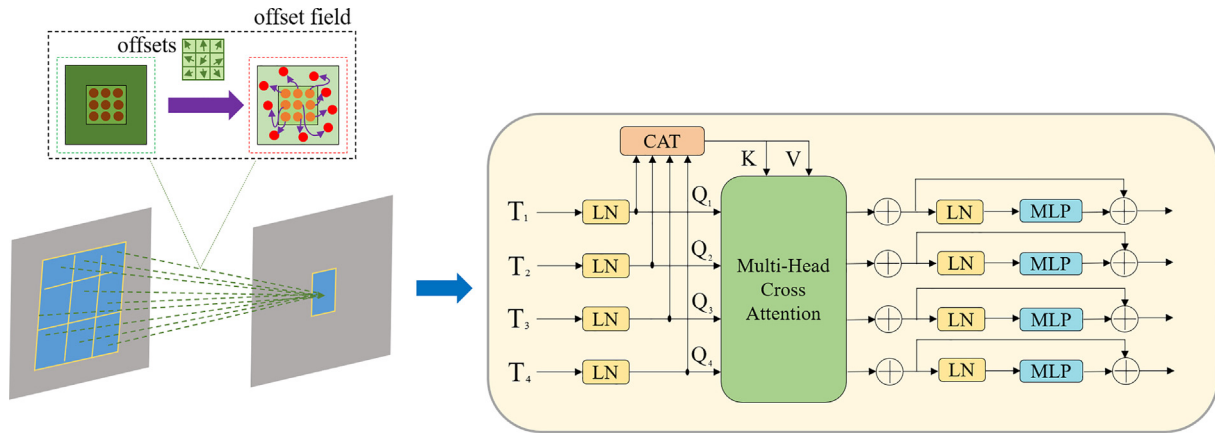 offset field
offsets
CAT
K
V
T1
LN
Q1
LN
MLP
T2
LN
Q2
LN
MLP
Multi-Head
Cross
Attention
T3
LN
Q3
LN
MLP
T4
LN
Q4
LN
MLP